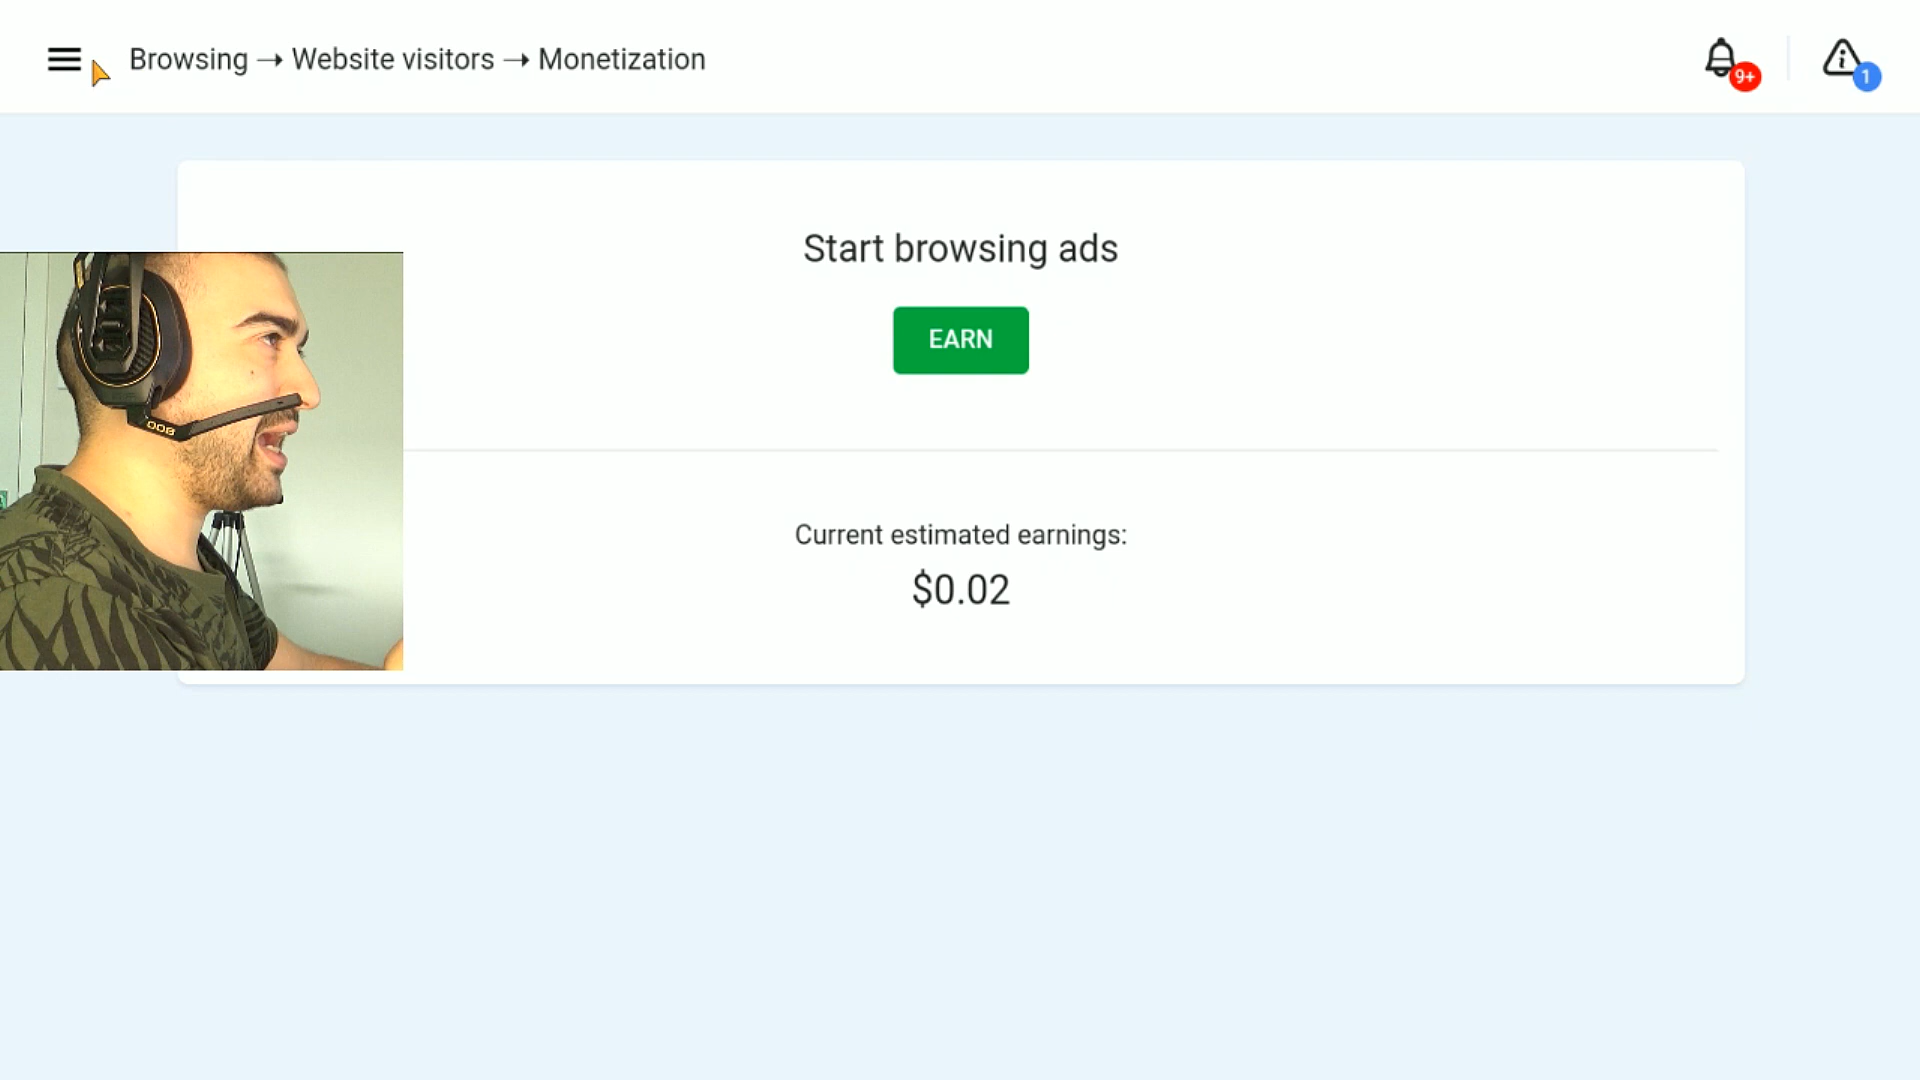 Browsing → Website visitors → Monetization
9+
1
Start browsing ads
EARN
Current estimated earnings:
$0.02